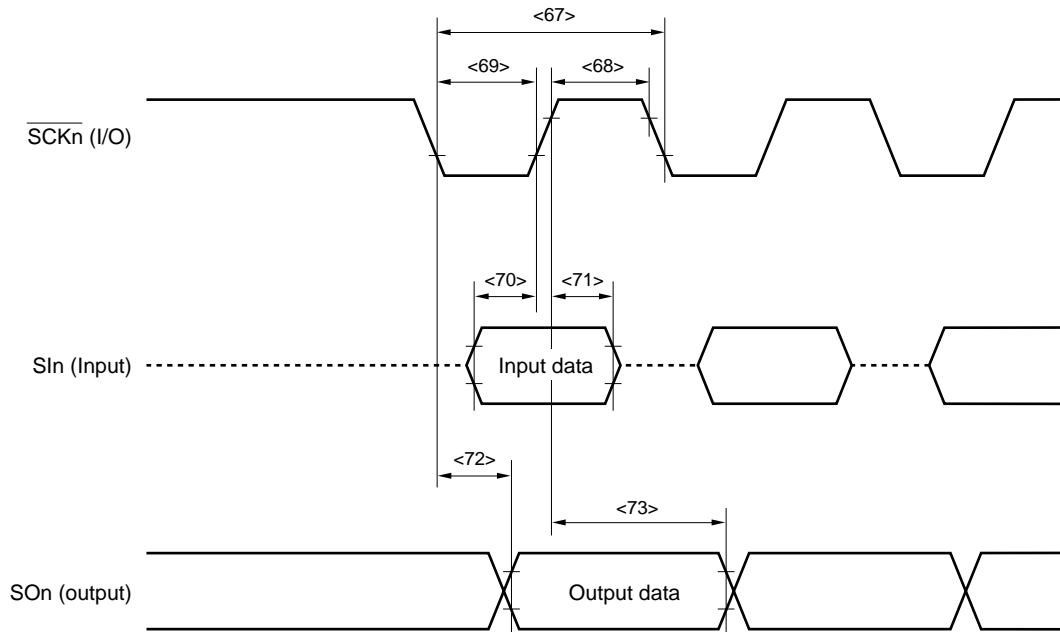 <67>
<69>
<68>
SCKn (I/O)
<70>
<71>
SIn (Input)
Input data
<72>
<73>
SOn (output)
Output data